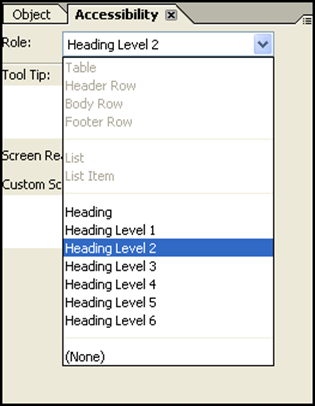 Object Accessibility
Role: Heading Level 2
Table
Tool Tip:
Header Row
Body Row
Footer Row
List
Screen Re
List Item
Custom Sc
Heading
Heading Level 1
Heading Level 2
Heading Level 3
Heading Level 4
Heading Level 5
Heading Level 6
(None)